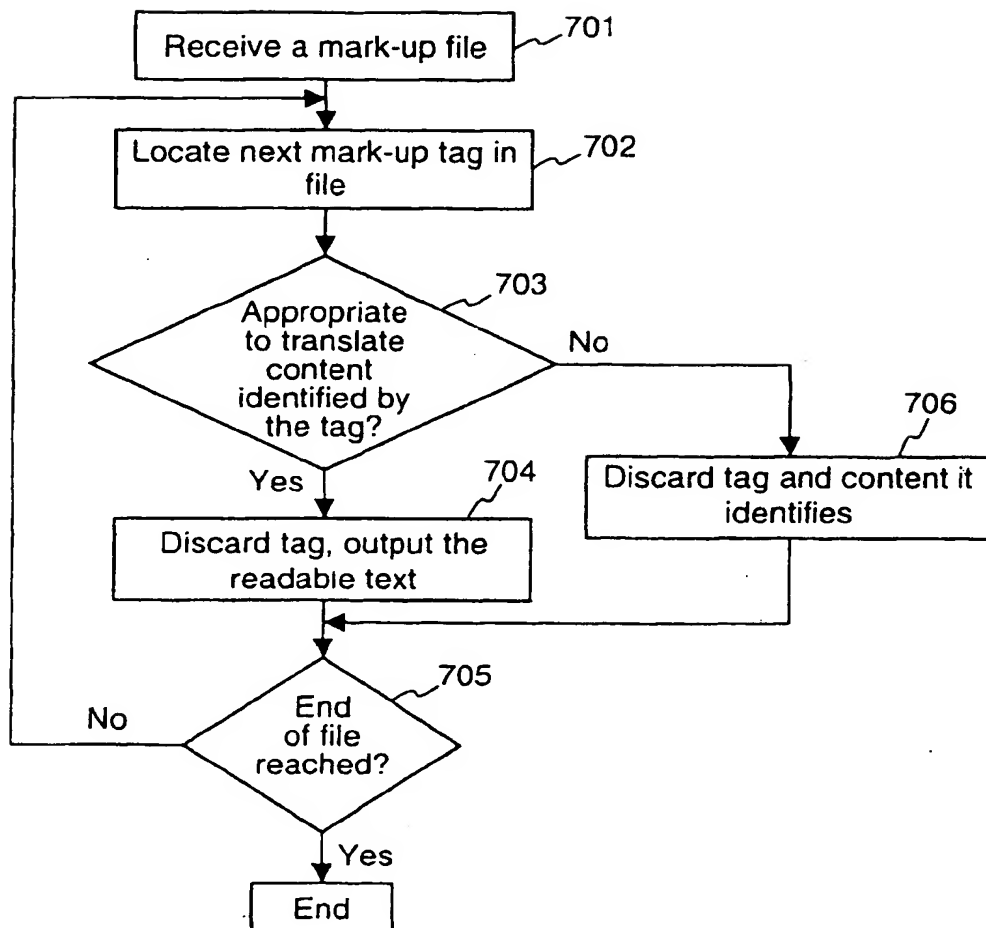 Receive a mark-up file
701
Locate next mark-up tag in
file
702
703
Appropriate
to translate
content
identified by
the tag?
No
Yes
706
Discard tag and content it
identifies
704
Discard tag, output the
readable text
705
End
of file
reached?
No
Yes
End